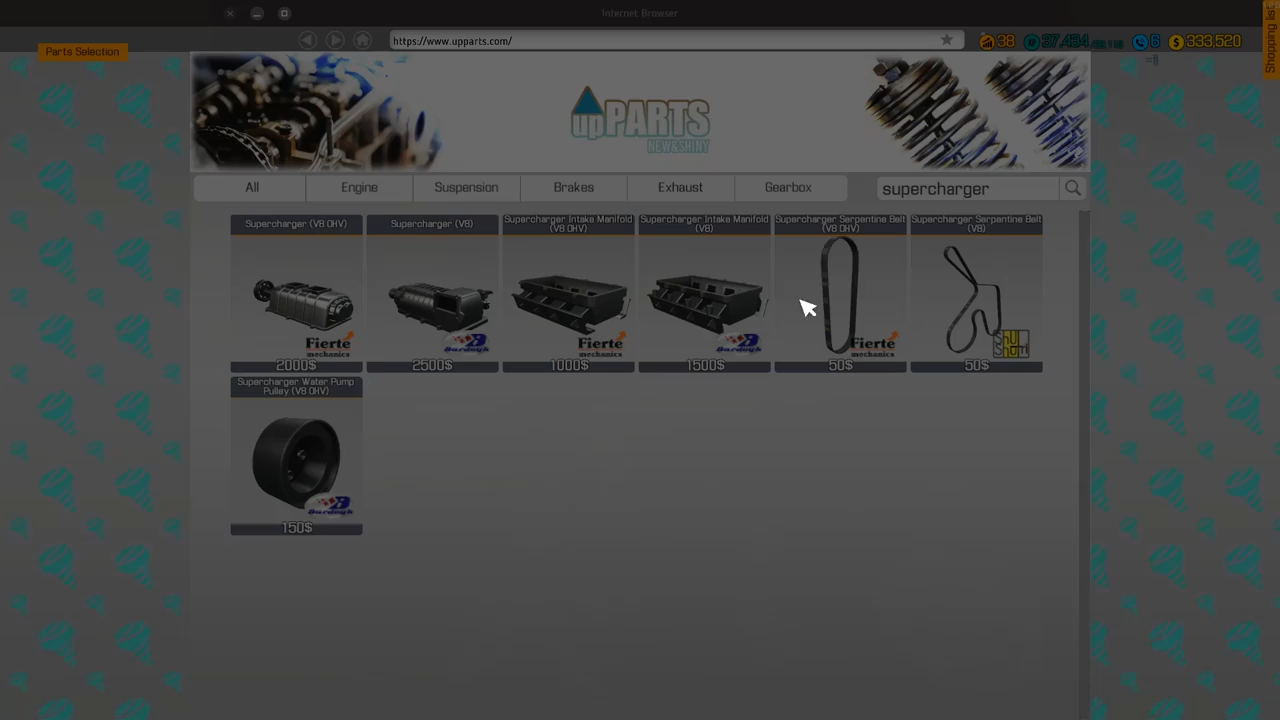 Internet Browser
https://www.upparts.com/
38
6
333,520
Parts Selection
Shopping list
upPARTS
NEW&SHINY
All
Engine
Suspension
Brakes
Exhaust
Gearbox
supercharger
Supercharger (V8 OHV)
Supercharger (V8)
Supercharger Intake Manifold
(V8 OHV)
Supercharger Intake Manifold
(V8)
Supercharger Serpentine Belt
(V8 OHV)
Supercharger Serpentine Belt
(V8)
Fierte
mechanics
Fierte
mechanics
Fierte
mechanics
2000$
2500$
1000$
1500$
50$
50$
Supercharger Water Pump
Pulley (V8 OHV)
150$